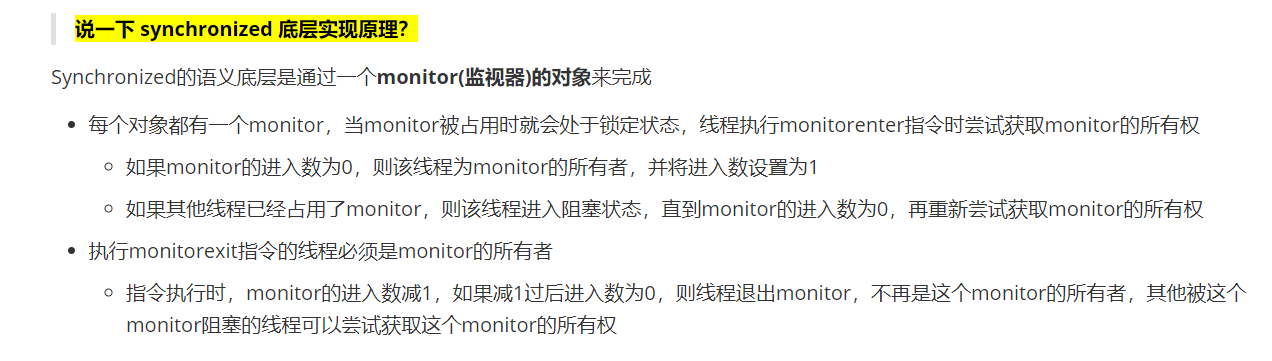 说一下 synchronized 底层实现原理？
Synchronized的语义底层是通过一个monitor(监视器)的对象来完成
每个对象都有一个monitor，当monitor被占用时就会处于锁定状态，线程执行monitorenter指令时尝试获取monitor的所有权
如果monitor的进入数为0，则该线程为monitor的所有者，并将进入数设置为1
如果其他线程已经占用了monitor，则该线程进入阻塞状态，直到monitor的进入数为0，再重新尝试获取monitor的所有权
执行monitorexit指令的线程必须是monitor的所有者
指令执行时，monitor的进入数减1，如果减1过后进入数为0，则线程退出monitor，不再是这个monitor的所有者，其他被这个
monitor阻塞的线程可以尝试获取这个monitor的所有权